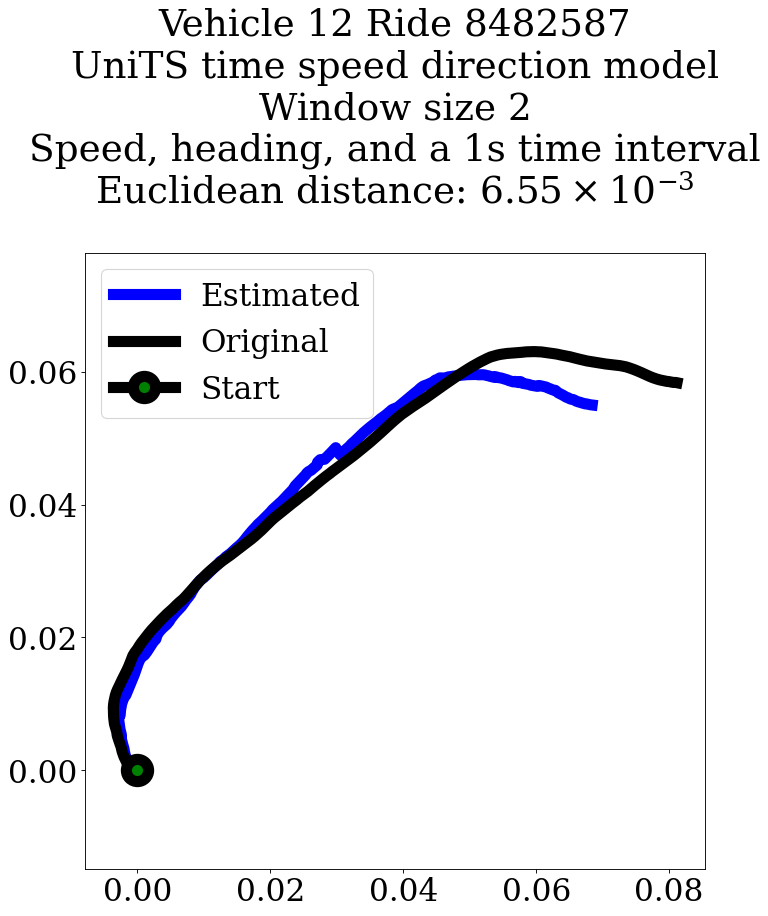 Vehicle 12 Ride 8482587
UniTS time speed direction model
Window size 2
Speed, heading, and a 1s time interval
Euclidean distance: 6.55 × 10⁻³
Estimated
Original
Start
0.06
0.04
0.02
0.00
0.00 0.02 0.04 0.06 0.08